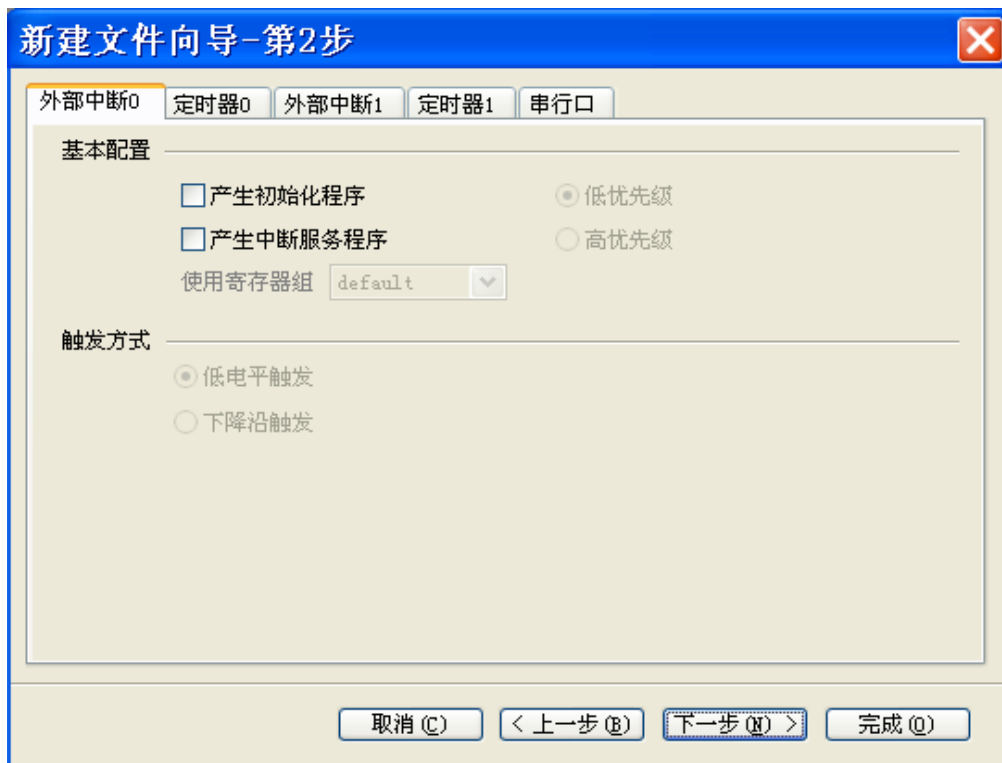 新建文件向导-第2步
外部中断0 定时器0 外部中断1 定时器1 串行口
基本配置
产生初始化程序 低优先级
产生中断服务程序 高优先级
使用寄存器组 default
触发方式
低电平触发
下降沿触发
取消(C) < 上一步(B) 下一步(N) > 完成(O)